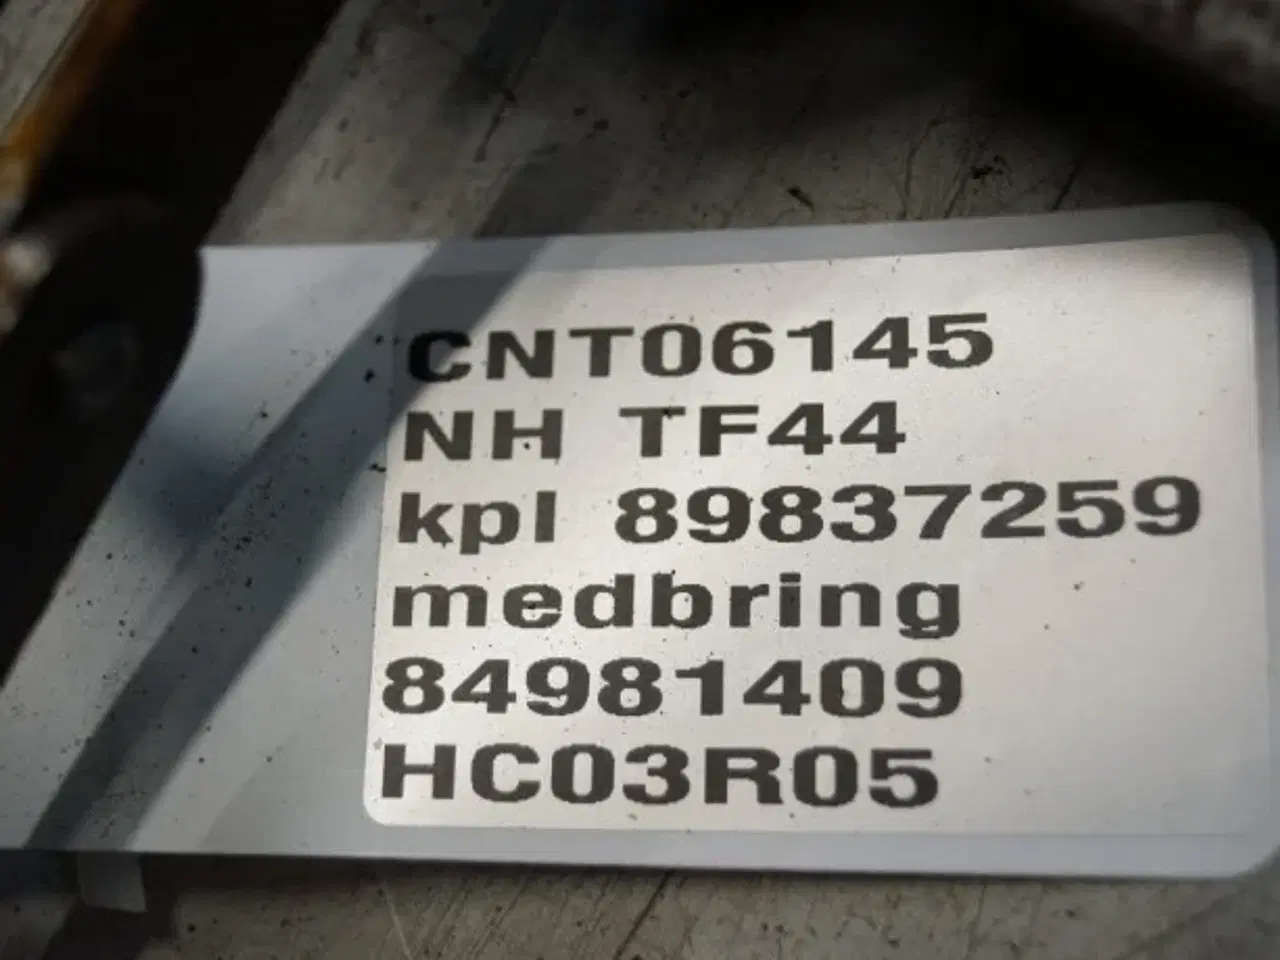 CNT06145
NH TF44
kpl 89837259
medbring
84981409
HC03R05